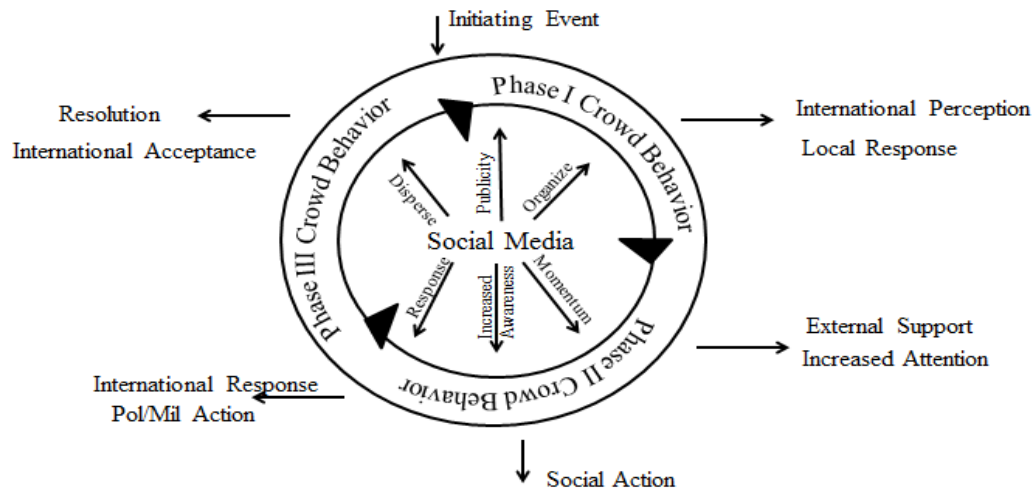 Initiating Event
Phase I Crowd Behavior
Resolution
International Acceptance
International Perception
Local Response
Phase III Crowd Behavior
Disperse
Publicity
Organize
Social Media
Response
Increased
Awareness
Momentum
Phase II Crowd Behavior
External Support
Increased Attention
International Response
Pol/Mil Action
Social Action